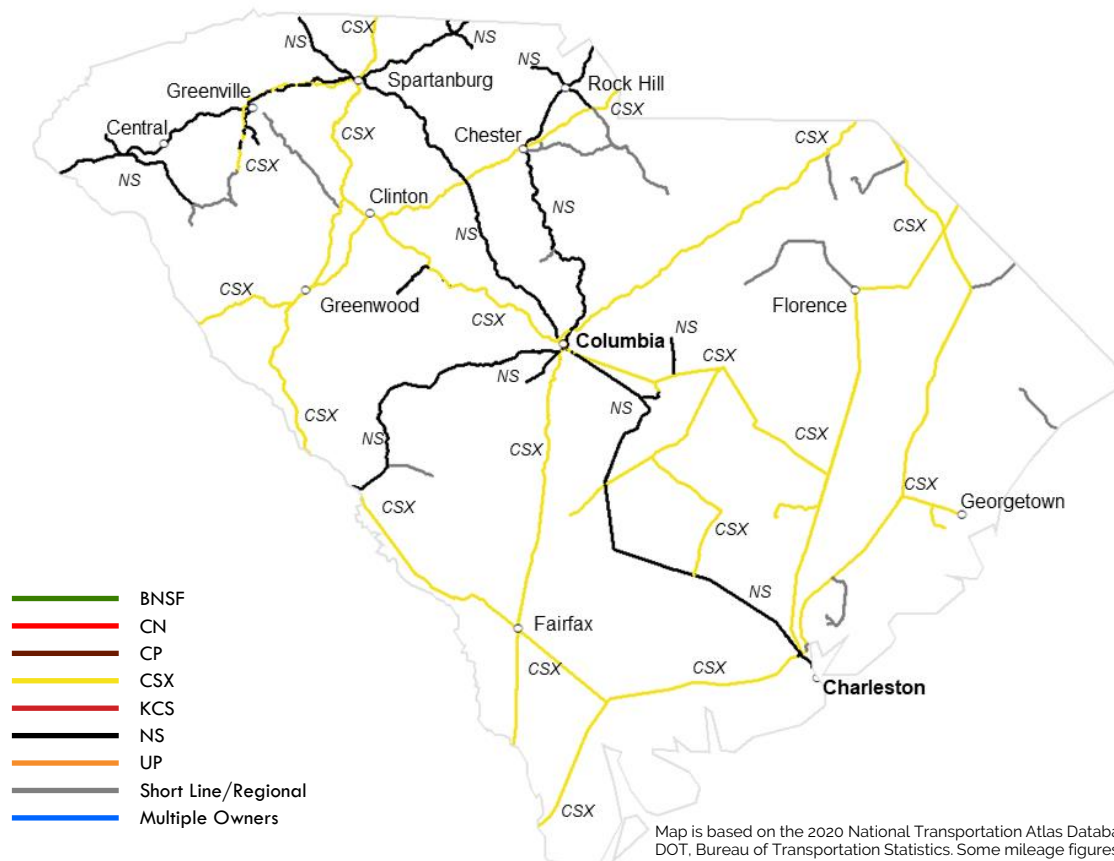 CSX
NS
NS
Spartanburg
NS
Rock Hill
Greenville
CSX
Central
CSX
Chester
CSX
CSX
NS
Clinton
CSX
NS
NS
CSX
Greenwood
Florence
CSX
Columbia
NS
CSX
NS
NS
CSX
NS
CSX
CSX
CSX
CSX
Georgetown
CSX
NS
Fairfax
CSX
CSX
Charleston
CSX
BNSF
CN
CP
CSX
KCS
NS
UP
Short Line/Regional
Multiple Owners
Map is based on the 2020 National Transportation Atlas Databa
DOT, Bureau of Transportation Statistics. Some mileage figures